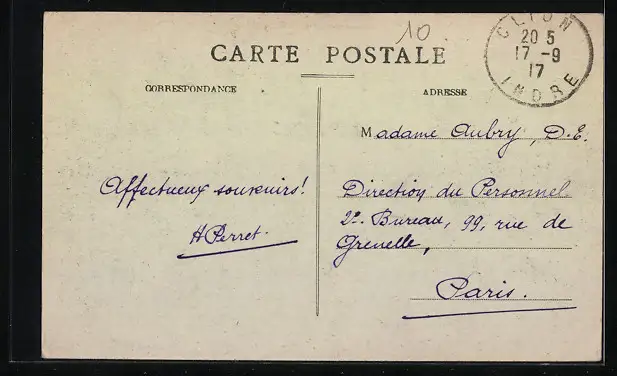 10
CARTE POSTALE
CLION
20 5
17 -9
17
INDRE
CORRESPONDANCE
ADRESSE
Affectueux souvenirs!
H Perret.
Madame Aubry, D.E.
Direction du Personnel
2e. Bureau, 99, rue de
Grenelle,
Paris.